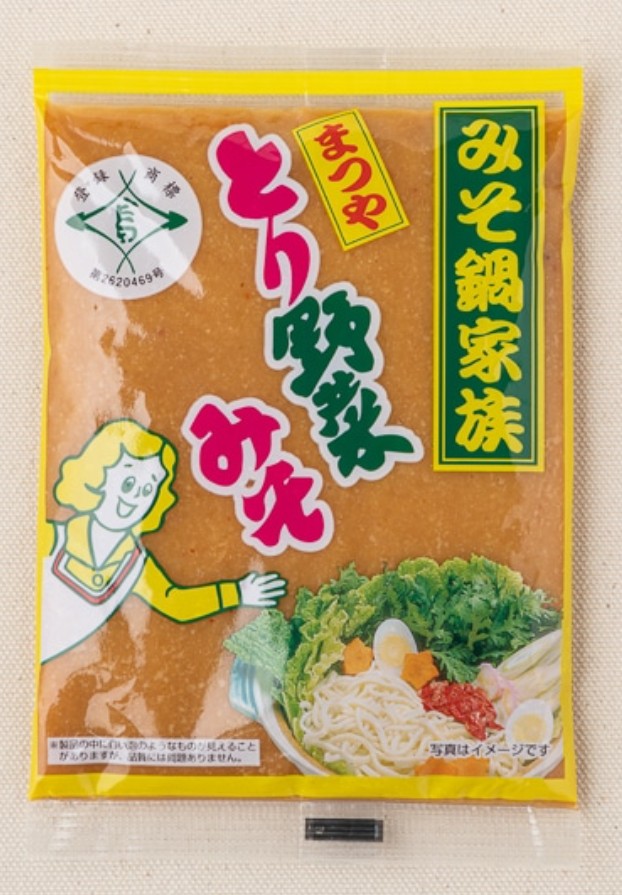 みそ鍋家族
まつや
とり野菜
みそ
登録商標
第2620469号
※製品の中に白い泡のようなものが見えること
がありますが、品質には問題ありません。
写真はイメージです